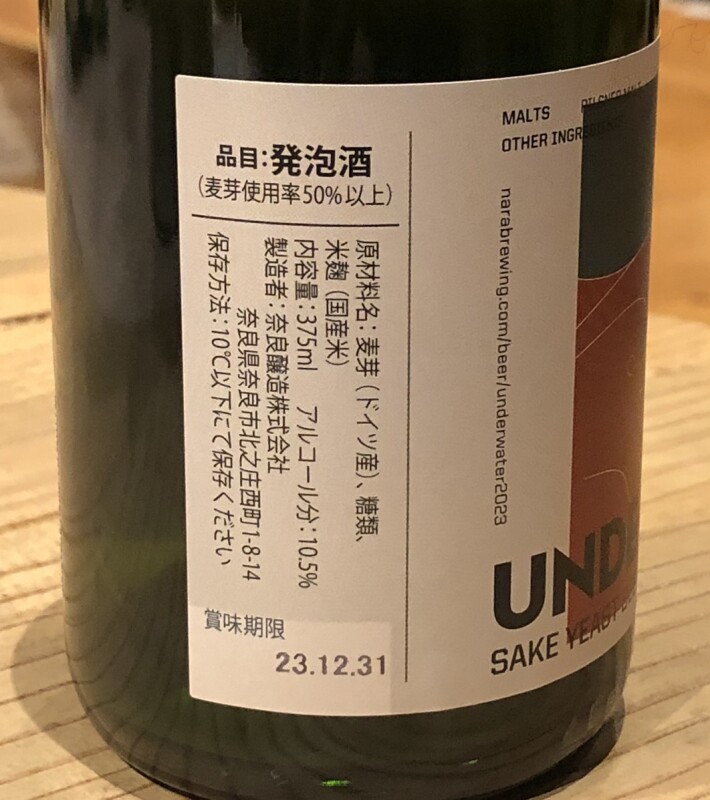 品目:発泡酒
(麦芽使用率50%以上)
原材料名:麦芽(ドイツ産)、糖類、
米麹(国産米)
内容量:375ml アルコール分:10.5%
製造者:奈良醸造株式会社
奈良県奈良市北之庄西町1-8-14
保存方法:10℃以下にて保存ください
賞味期限
23.12.31
MALTS PILSNER MALT
OTHER
narabrewing.com/beer/underwater2023
SAKE YEAST